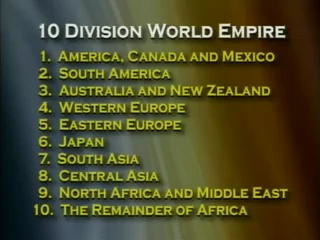 10 Division World Empire
1. America, Canada and Mexico
2. South America
3. Australia and New Zealand
4. Western Europe
5. Eastern Europe
6. Japan
7. South Asia
8. Central Asia
9. North Africa and Middle East
10. The Remainder of Africa